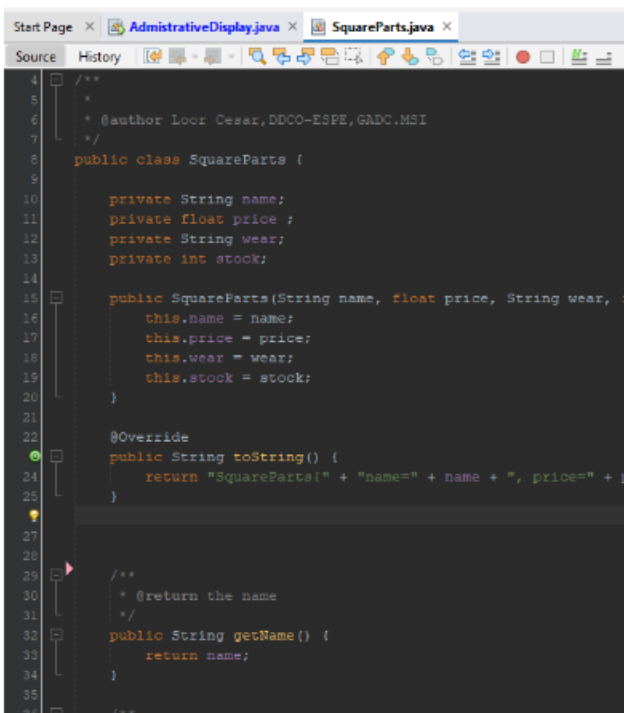 Start Page × AdmistrativeDisplay.java × SquareParts.java ×
Source History
4 /**
5 *
6 * @author Loor Cesar,DDCO-ESPE,GADC.MSI
7 */
8 public class SquareParts {
9
10 private String name;
11 private float price ;
12 private String wear;
13 private int stock;
14
15 public SquareParts(String name, float price, String wear,
16 this.name = name;
17 this.price = price;
18 this.wear = wear;
19 this.stock = stock;
20 }
21
22 @Override
public String toString() {
24 return "SquareParts{" + "name=" + name + ", price=" +
25 }
27
28
29 /**
30 * @return the name
31 */
32 public String getName() {
33 return name;
34 }
35
36 /**